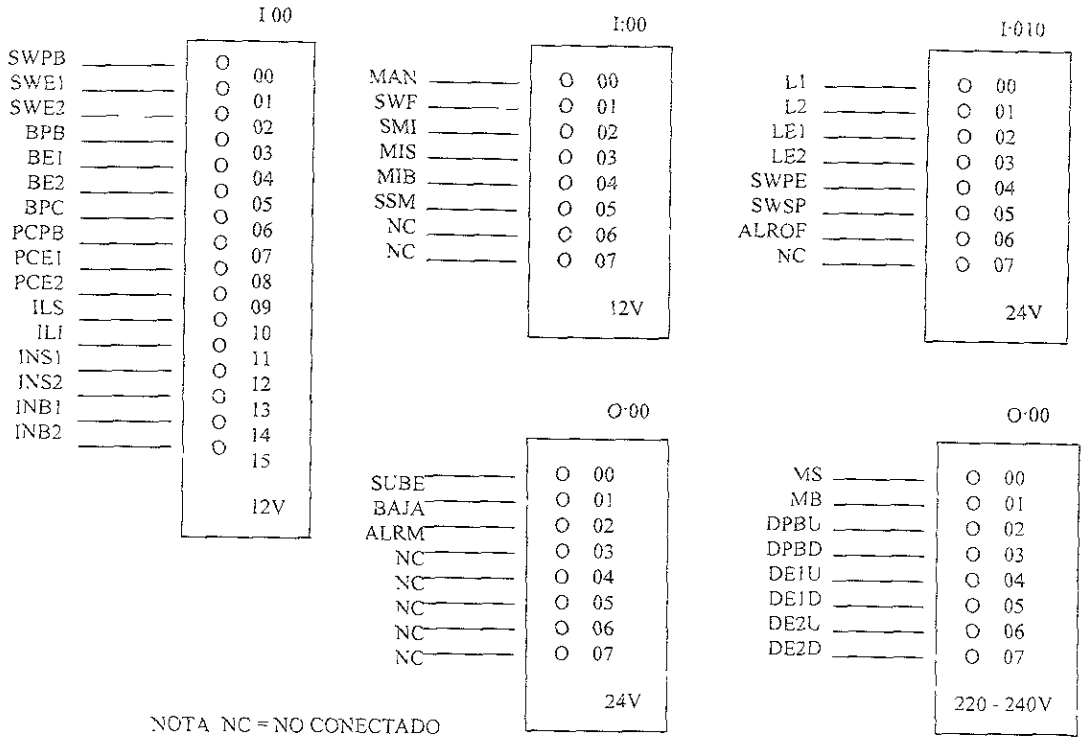 I 00
SWPB
SWE1
SWE2
BPB
BE1
BE2
BPC
PCPB
PCE1
PCE2
ILS
ILI
INS1
INS2
INB1
INB2
00
01
02
03
04
05
06
07
08
09
10
11
12
13
14
15
12V
I:00
MAN 00
SWF 01
SMI 02
MIS 03
MIB 04
SSM 05
NC 06
NC 07
12V
I:010
L1 00
L2 01
LE1 02
LE2 03
SWPE 04
SWSP 05
ALROF 06
NC 07
24V
O:00
SUBE 00
BAJA 01
ALRM 02
NC 03
NC 04
NC 05
NC 06
NC 07
24V
O:00
MS 00
MB 01
DPBU 02
DPBD 03
DE1U 04
DE1D 05
DE2U 06
DE2D 07
220 - 240V
NOTA NC = NO CONECTADO